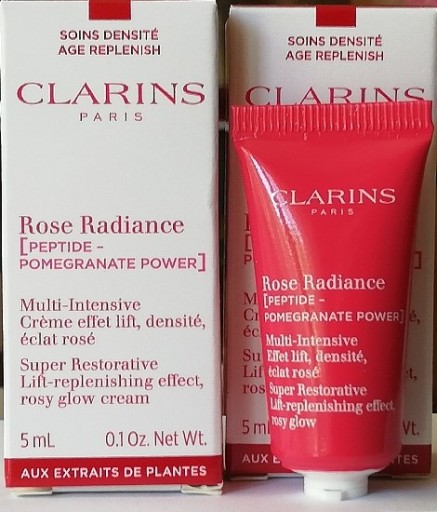 SOINS DENSITÉ
AGE REPLENISH
CLARINS
PARIS
Rose Radiance
[PEPTIDE –
POMEGRANATE POWER]
Multi-Intensive
Crème effet lift, densité,
éclat rosé
Super Restorative
Lift-replenishing effect,
rosy glow cream
5 mL 0.1 Oz. Net Wt.
AUX EXTRAITS DE PLANTES
SOINS DENSITÉ
AGE REPLENISH
CLARINS
CLARINS
PARIS
Rose Radiance
[PEPTIDE –
POMEGRANATE POWER]
Multi-Intensive
Effet lift, densité,
éclat rosé
Super Restorative
Lift-replenishing effect,
rosy glow